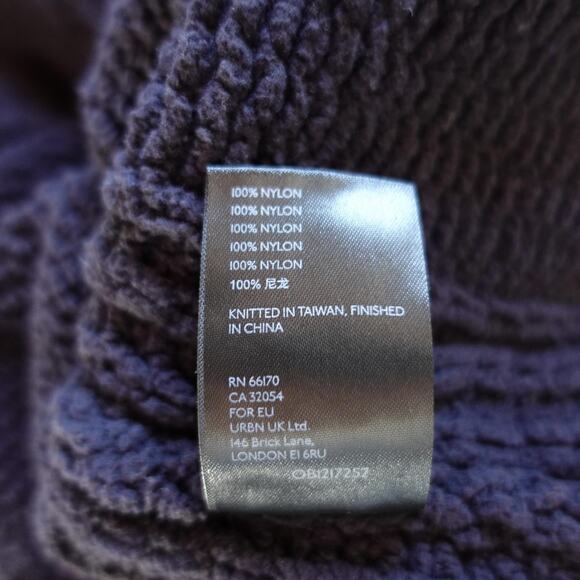 100% NYLON
100% NYLON
100% NYLON
100% NYLON
100% NYLON
100% 尼龙
KNITTED IN TAIWAN, FINISHED
IN CHINA
RN 66170
CA 32054
FOR EU
URBN UK Ltd.
146 Brick Lane,
LONDON E1 6RU
OB1217252